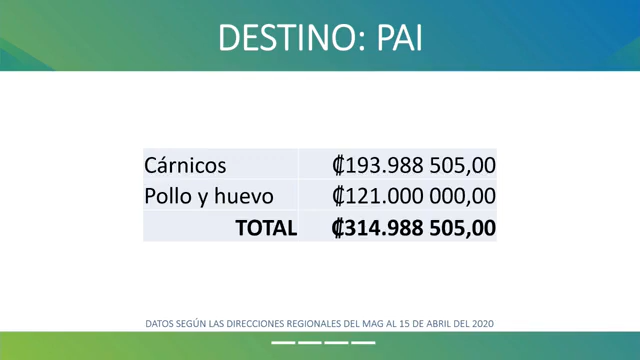 DESTINO: PAI
Cárnicos ₡193.988 505,00
Pollo y huevo ₡121.000 000,00
TOTAL ₡314.988 505,00
DATOS SEGÚN LAS DIRECCIONES REGIONALES DEL MAG AL 15 DE ABRIL DEL 2020